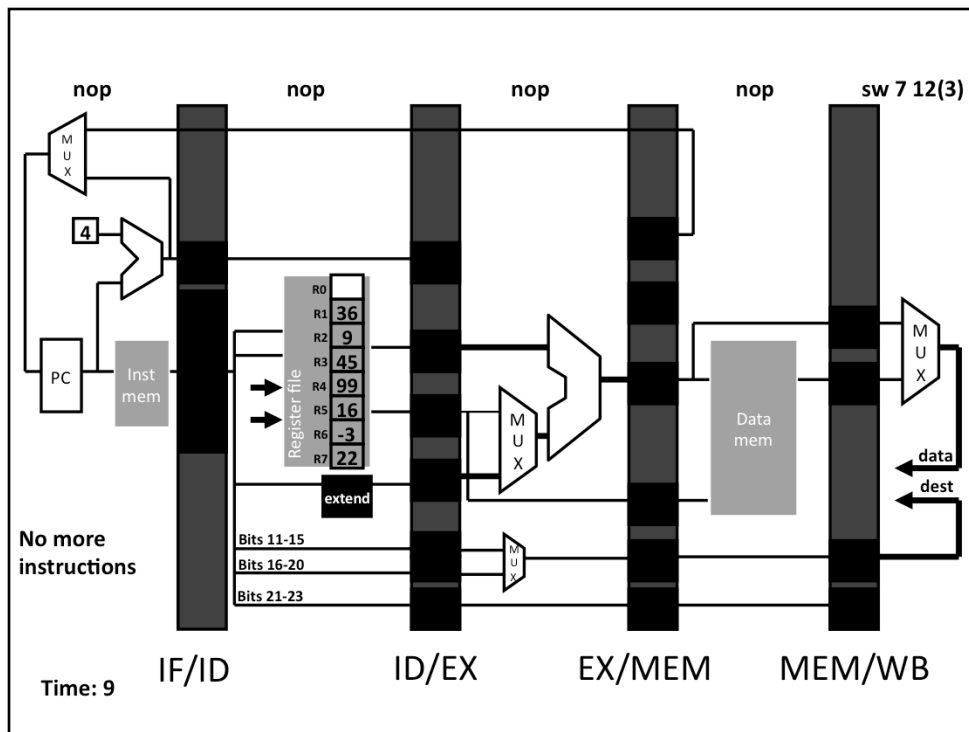 nop nop nop nop sw 7 12(3)
M
U
X
4
R0
R1 36
R2 9
R3 45
R4 99
R5 16
R6 -3
R7 22
Register file
PC
Inst
mem
M
U
X
Data
mem
M
U
X
data
dest
extend
No more
instructions
Bits 11-15
Bits 16-20
Bits 21-23
M
U
X
IF/ID ID/EX EX/MEM MEM/WB
Time: 9